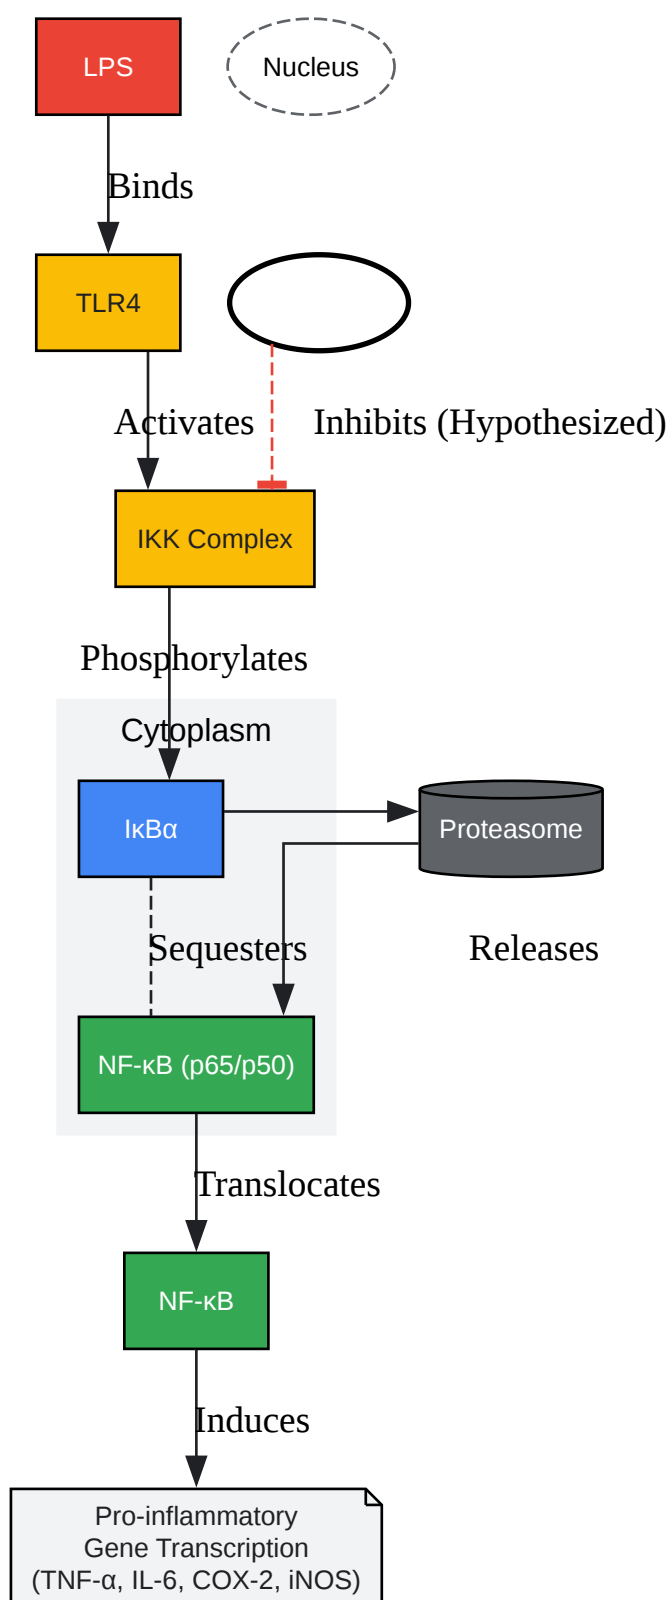 LPS
Nucleus
Binds
TLR4
Activates
Inhibits (Hypothesized)
IKK Complex
Phosphorylates
Cytoplasm
IκBα
Proteasome
Sequesters
Releases
NF-κB (p65/p50)
Translocates
NF-κB
Induces
Pro-inflammatory
Gene Transcription
(TNF-α, IL-6, COX-2, iNOS)